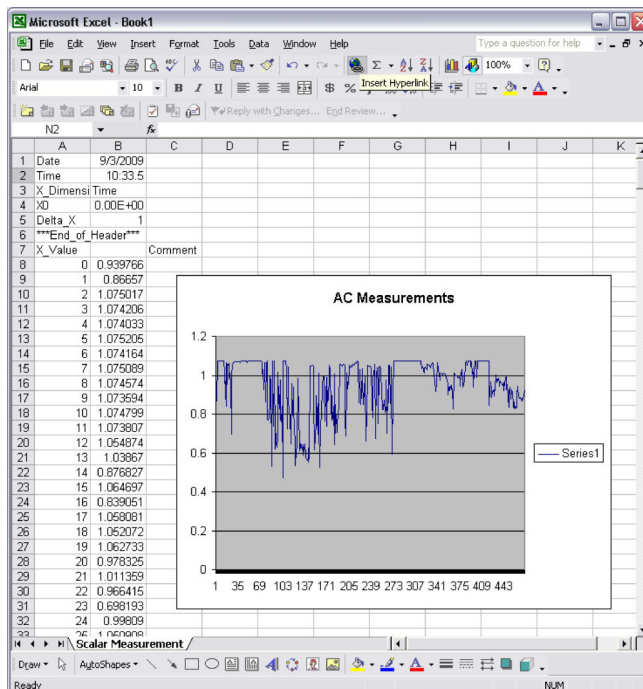 Microsoft Excel - Book1
File Edit View Insert Format Tools Data Window Help Type a question for help
100%
Arial 10 B I U $ %
Insert Hyperlink
Reply with Changes... End Review...
N2 fx
A B C D E F G H I J K
1 Date 9/3/2009
2 Time 10:33.5
3 X_Dimensi Time
4 X0 0.00E+00
5 Delta_X 1
6 ***End_of_Header***
7 X_Value Comment
8 0 0.939766
9 1 0.86657
10 2 1.075017
11 3 1.074206
12 4 1.074033
13 5 1.075205
14 6 1.074164
15 7 1.075089
16 8 1.074574
17 9 1.073594
18 10 1.074799
19 11 1.073807
20 12 1.054874
21 13 1.03867
22 14 0.876827
23 15 1.064697
24 16 0.839051
25 17 1.058081
26 18 1.052072
27 19 1.062733
28 20 0.978325
29 21 1.011359
30 22 0.966415
31 23 0.698193
32 24 0.99809
33 25 1.050908
AC Measurements
1.2
1
0.8
0.6
0.4
0.2
0
1 35 69 103 137 171 205 239 273 307 341 375 409 443
Series1
Scalar Measurement
Draw AutoShapes
Ready NUM